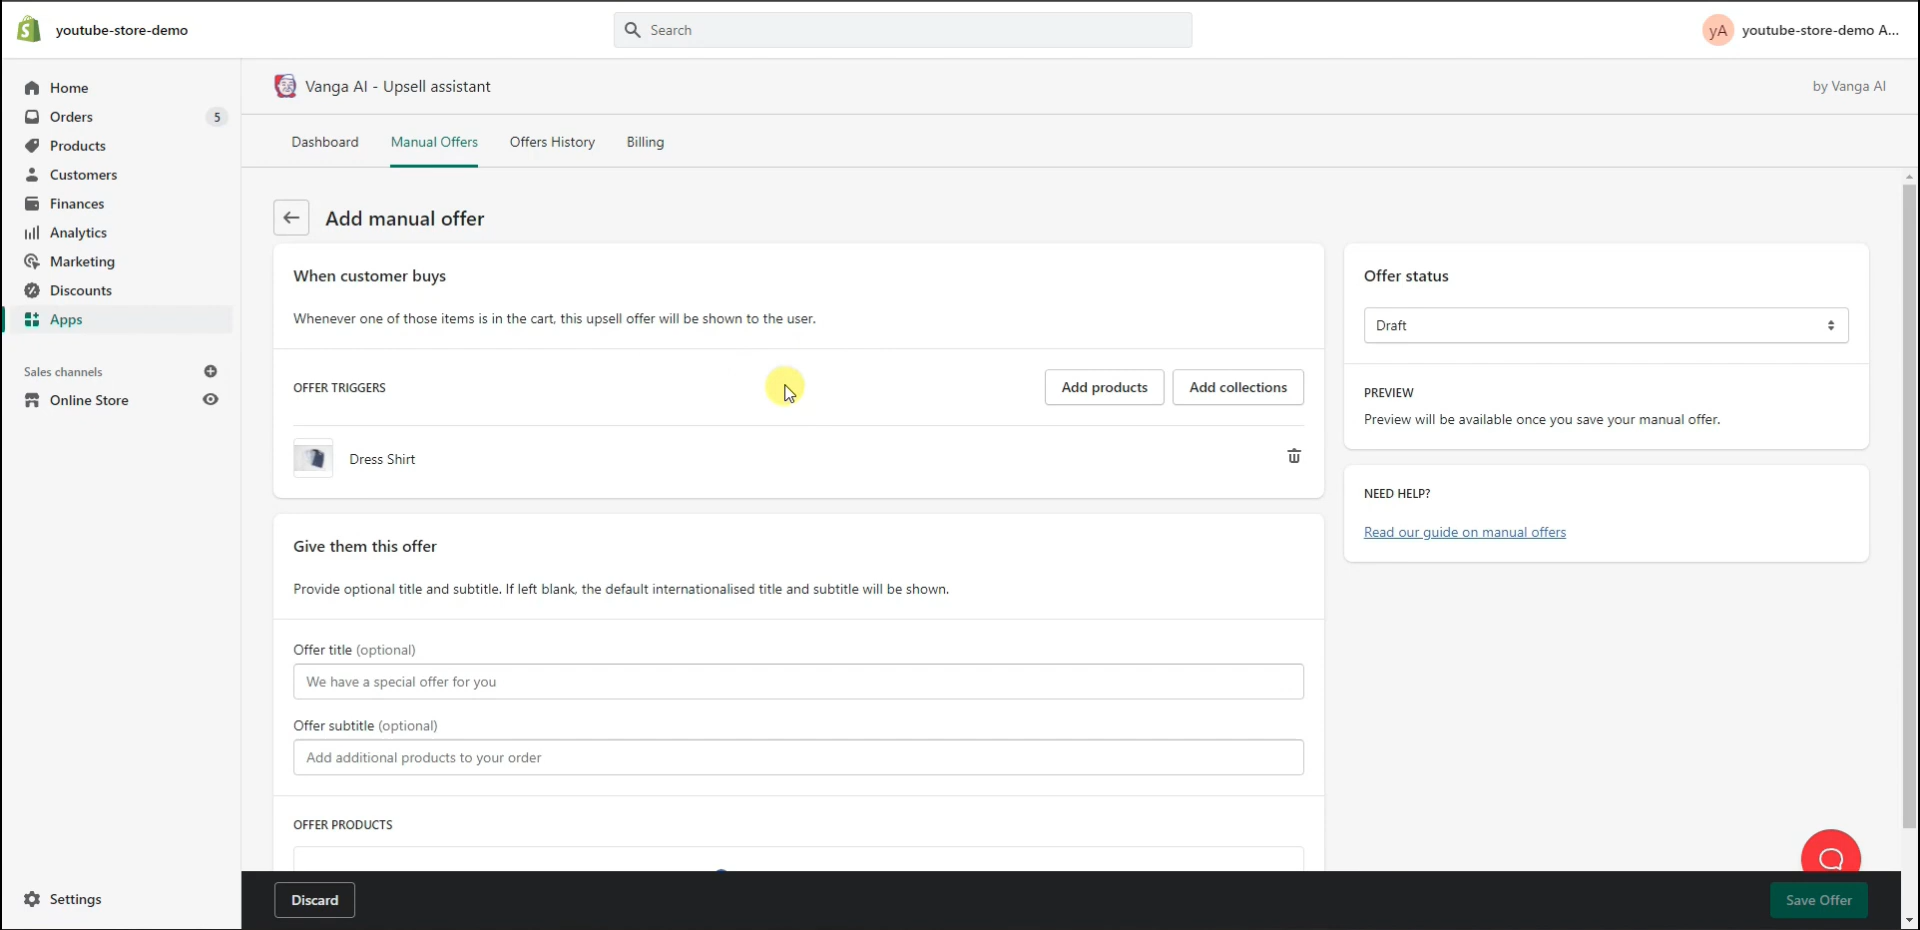 youtube-store-demo
Search
yA
youtube-store-demo A...
Home
Orders
5
Products
Customers
Finances
Analytics
Marketing
Discounts
Apps
Sales channels
Online Store
Settings
Vanga AI - Upsell assistant
by Vanga AI
Dashboard
Manual Offers
Offers History
Billing
Add manual offer
When customer buys
Whenever one of those items is in the cart, this upsell offer will be shown to the user.
OFFER TRIGGERS
Add products
Add collections
Dress Shirt
Give them this offer
Provide optional title and subtitle. If left blank, the default internationalised title and subtitle will be shown.
Offer title (optional)
We have a special offer for you
Offer subtitle (optional)
Add additional products to your order
OFFER PRODUCTS
Offer status
Draft
PREVIEW
Preview will be available once you save your manual offer.
NEED HELP?
Read our guide on manual offers
Discard
Save Offer